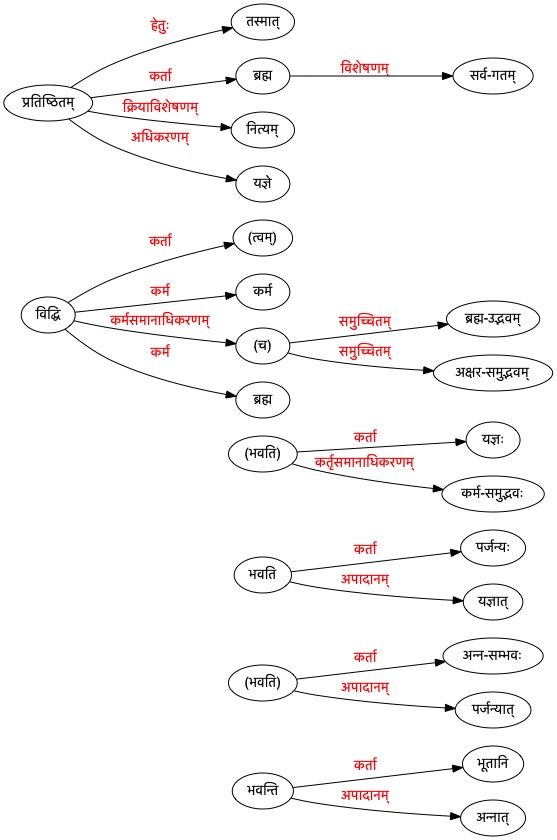 तस्मात्
हेतुः
कर्ता
ब्रह्म
विशेषणम्
सर्व-गतम्
प्रतिष्ठितम्
क्रियाविशेषणम्
नित्यम्
अधिकरणम्
यज्ञे
कर्ता
(त्वम्)
कर्म
कर्म
विद्धि
कर्मसमानाधिकरणम्
(च)
समुच्चितम्
ब्रह्म-उद्भवम्
समुच्चितम्
अक्षर-समुद्भवम्
कर्म
ब्रह्म
(भवति)
कर्ता
यज्ञः
कर्तृसमानाधिकरणम्
कर्म-समुद्भवः
भवति
कर्ता
पर्जन्यः
अपादानम्
यज्ञात्
(भवति)
कर्ता
अन्न-सम्भवः
अपादानम्
पर्जन्यात्
भवन्ति
कर्ता
भूतानि
अपादानम्
अन्नात्